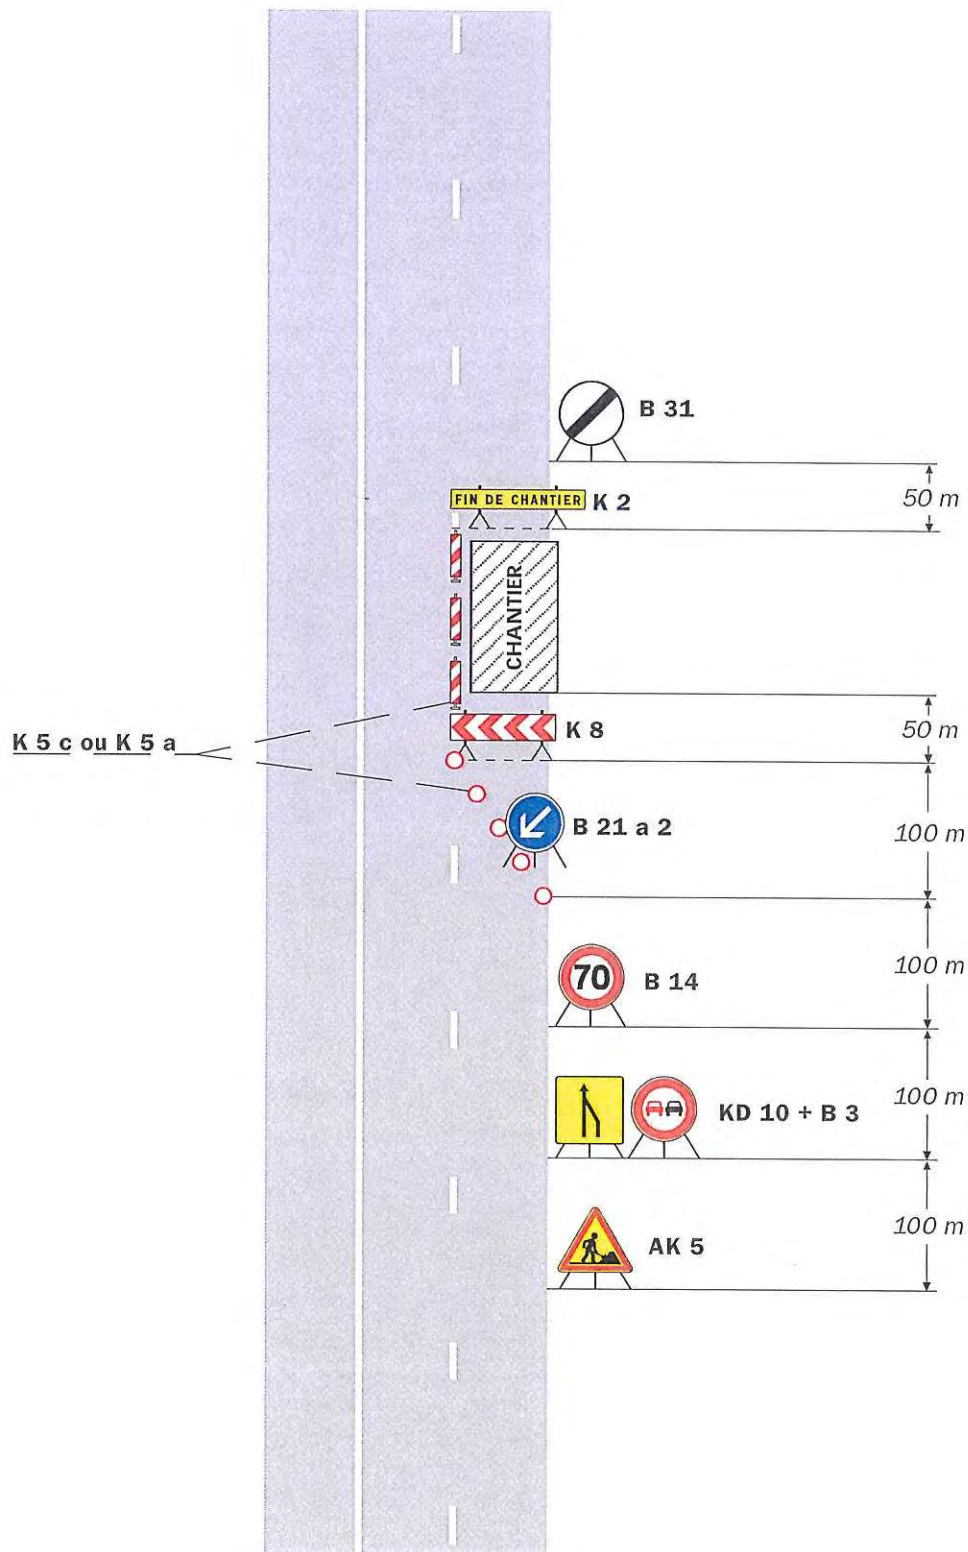 B 31
FIN DE CHANTIER K 2
50 m
CHANTIER
K 8
50 m
K 5 c ou K 5 a
B 21 a 2
100 m
70 B 14
100 m
KD 10 + B 3
100 m
AK 5
100 m